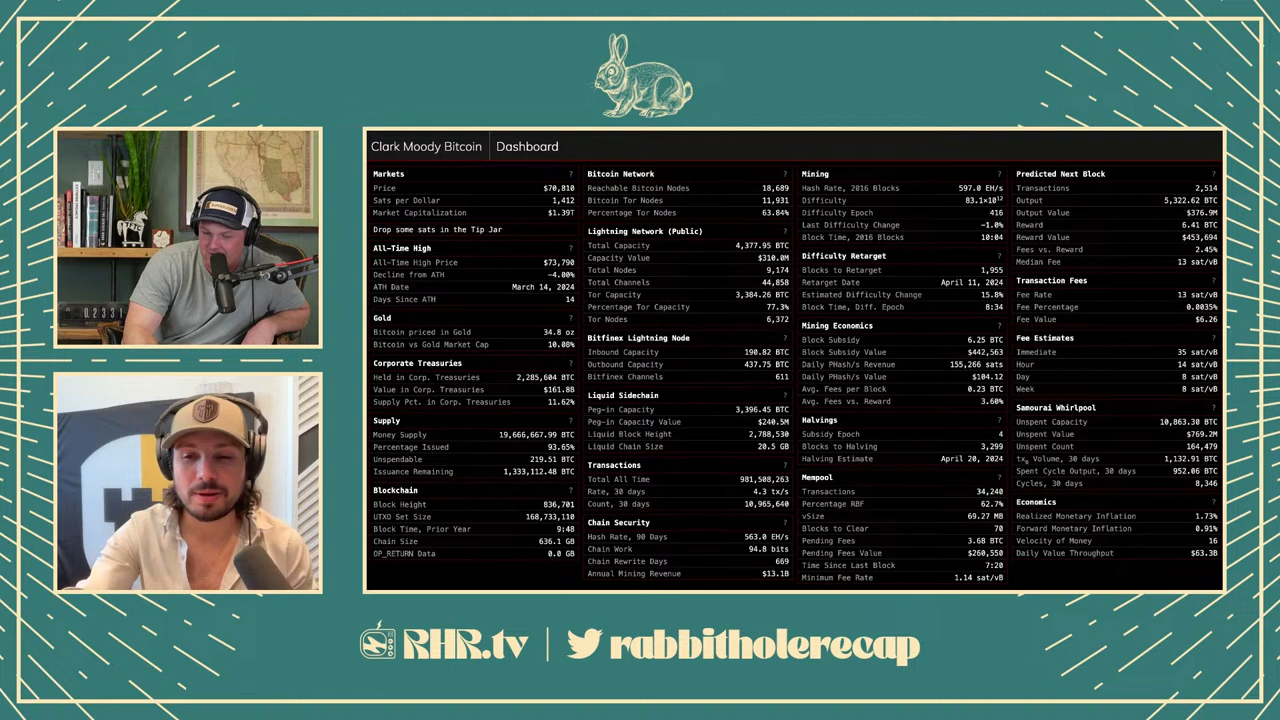 Clark Moody Bitcoin
Dashboard
Markets ?
Price $70,810
Sats per Dollar 1,412
Market Capitalization $1.39T
Drop some sats in the Tip Jar
All-Time High ?
All-Time High Price $73,790
Decline from ATH -4.00%
ATH Date March 14, 2024
Days Since ATH 14
Gold ?
Bitcoin priced in Gold 34.8 oz
Bitcoin vs Gold Market Cap 10.08%
Corporate Treasuries ?
Held in Corp. Treasuries 2,285,604 BTC
Value in Corp. Treasuries $161.8B
Supply Pct. in Corp. Treasuries 11.62%
Supply ?
Money Supply 19,666,667.99 BTC
Percentage Issued 93.65%
Unspendable 219.51 BTC
Issuance Remaining 1,333,112.48 BTC
Blockchain ?
Block Height 836,701
UTXO Set Size 168,733,110
Block Time, Prior Year 9:48
Chain Size 636.1 GB
OP_RETURN Data 0.0 GB
Bitcoin Network ?
Reachable Bitcoin Nodes 18,689
Bitcoin Tor Nodes 11,931
Percentage Tor Nodes 63.84%
Lightning Network (Public) ?
Total Capacity 4,377.95 BTC
Capacity Value $310.0M
Total Nodes 9,174
Total Channels 44,858
Tor Capacity 3,384.26 BTC
Percentage Tor Capacity 77.3%
Tor Nodes 6,372
Bitfinex Lightning Node ?
Inbound Capacity 190.82 BTC
Outbound Capacity 437.75 BTC
Bitfinex Channels 611
Liquid Sidechain ?
Peg-in Capacity 3,396.45 BTC
Peg-in Capacity Value $240.5M
Liquid Block Height 2,788,530
Liquid Chain Size 20.5 GB
Transactions ?
Total All Time 981,508,263
Rate, 30 days 4.3 tx/s
Count, 30 days 10,965,640
Chain Security ?
Hash Rate, 90 Days 563.0 EH/s
Chain Work 94.8 bits
Chain Rewrite Days 669
Annual Mining Revenue $13.1B
Mining ?
Hash Rate, 2016 Blocks 597.0 EH/s
Difficulty 83.1×10¹²
Difficulty Epoch 416
Last Difficulty Change -1.0%
Block Time, 2016 Blocks 10:04
Difficulty Retarget ?
Blocks to Retarget 1,955
Retarget Date April 11, 2024
Estimated Difficulty Change 15.8%
Block Time, Diff. Epoch 8:34
Mining Economics ?
Block Subsidy 6.25 BTC
Block Subsidy Value $442,563
Daily PHash/s Revenue 155,266 sats
Daily PHash/s Value $104.12
Avg. Fees per Block 0.23 BTC
Avg. Fees vs. Reward 3.60%
Halvings ?
Subsidy Epoch 4
Blocks to Halving 3,299
Halving Estimate April 20, 2024
Mempool ?
Transactions 34,240
Percentage RBF 62.7%
vSize 69.27 MB
Blocks to Clear 70
Pending Fees 3.68 BTC
Pending Fees Value $260,550
Time Since Last Block 7:20
Minimum Fee Rate 1.14 sat/vB
Predicted Next Block ?
Transactions 2,514
Output 5,322.62 BTC
Output Value $376.9M
Reward 6.41 BTC
Reward Value $453,694
Fees vs. Reward 2.45%
Median Fee 13 sat/vB
Transaction Fees ?
Fee Rate 13 sat/vB
Fee Percentage 0.0035%
Fee Value $6.26
Fee Estimates ?
Immediate 35 sat/vB
Hour 14 sat/vB
Day 8 sat/vB
Week 8 sat/vB
Samourai Whirlpool ?
Unspent Capacity 10,863.30 BTC
Unspent Value $769.2M
Unspent Count 164,479
tx₀ Volume, 30 days 1,132.91 BTC
Spent Cycle Output, 30 days 952.06 BTC
Cycles, 30 days 8,346
Economics ?
Realized Monetary Inflation 1.73%
Forward Monetary Inflation 0.91%
Velocity of Money 16
Daily Value Throughput $63.3B
RHR.tv | rabbitholerecap